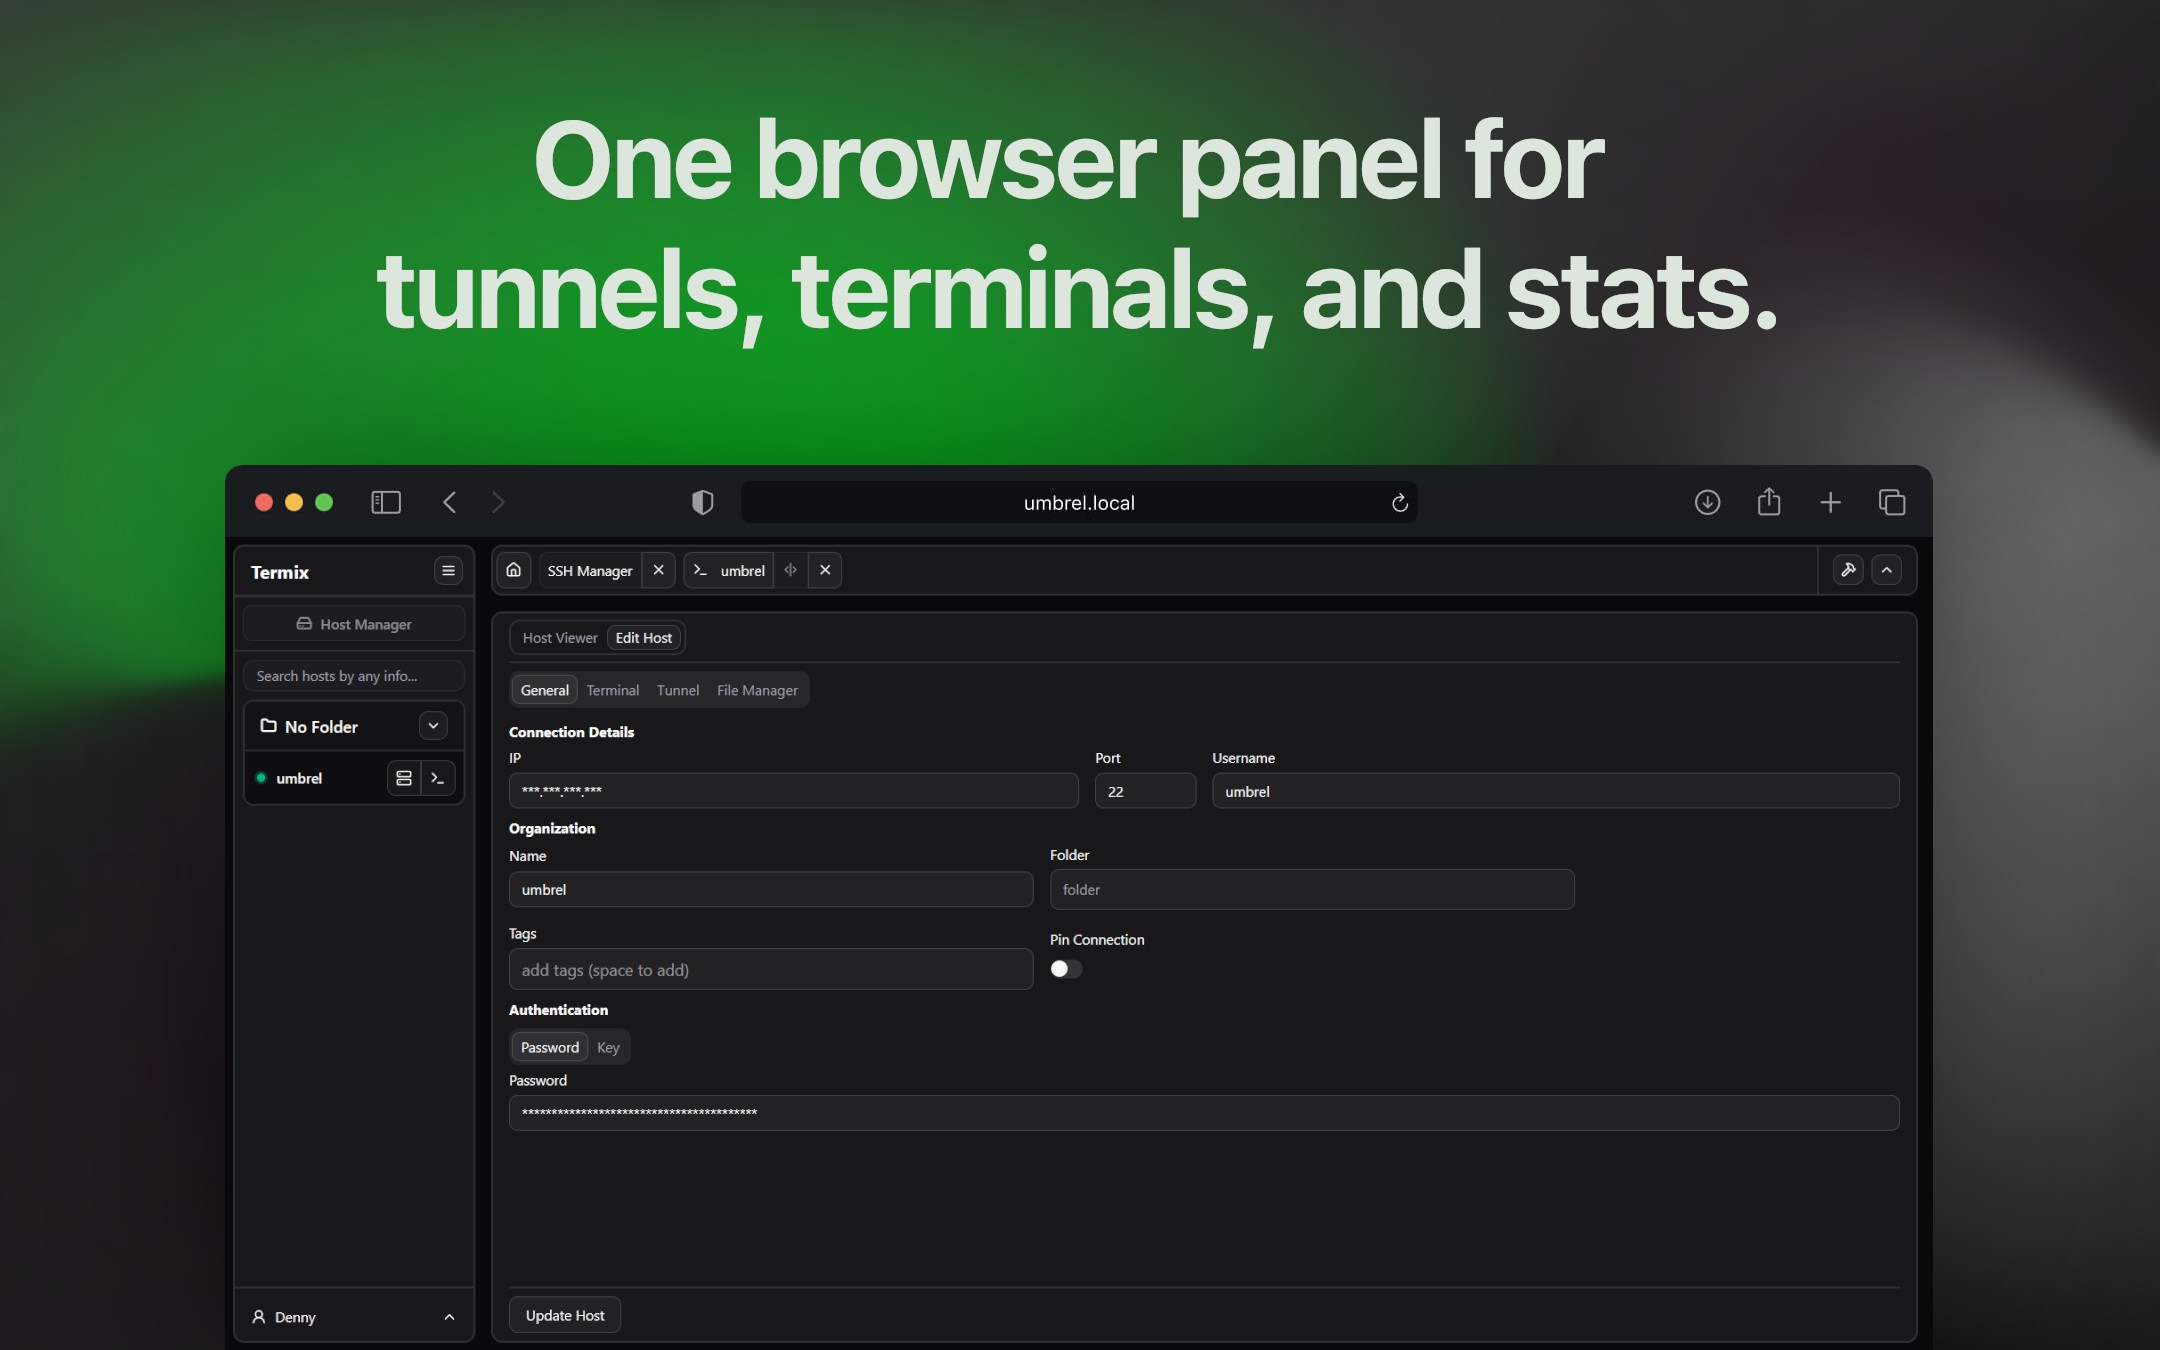 One browser panel for
tunnels, terminals, and stats.
umbrel.local
Termix
SSH Manager
umbrel
Host Manager
Search hosts by any info...
No Folder
umbrel
Host Viewer
Edit Host
General
Terminal
Tunnel
File Manager
Connection Details
IP
Port
Username
***.***.***.***
22
umbrel
Organization
Name
Folder
umbrel
folder
Tags
Pin Connection
add tags (space to add)
Authentication
Password
Key
Password
****************************************
Denny
Update Host